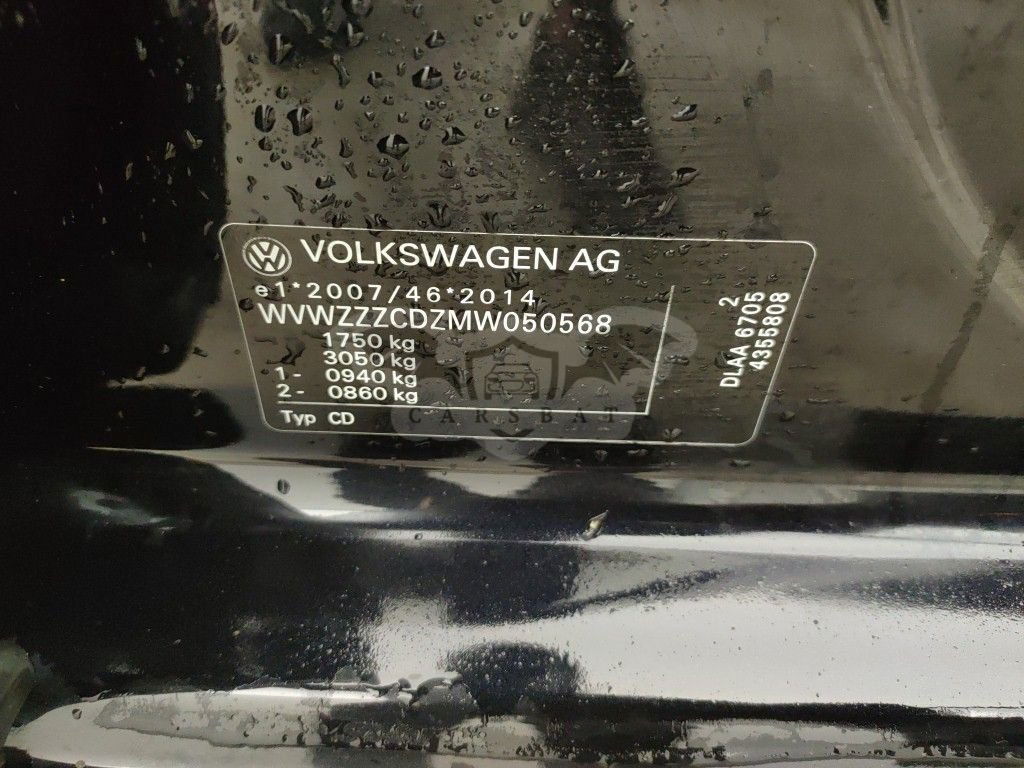 VOLKSWAGEN AG
e1*2007/46*2014
WVWZZZCDZMW050568
1750 kg
3050 kg
1- 0940 kg
2- 0860 kg
Typ CD
2
DLAA 6705
4355808
CARSBAT